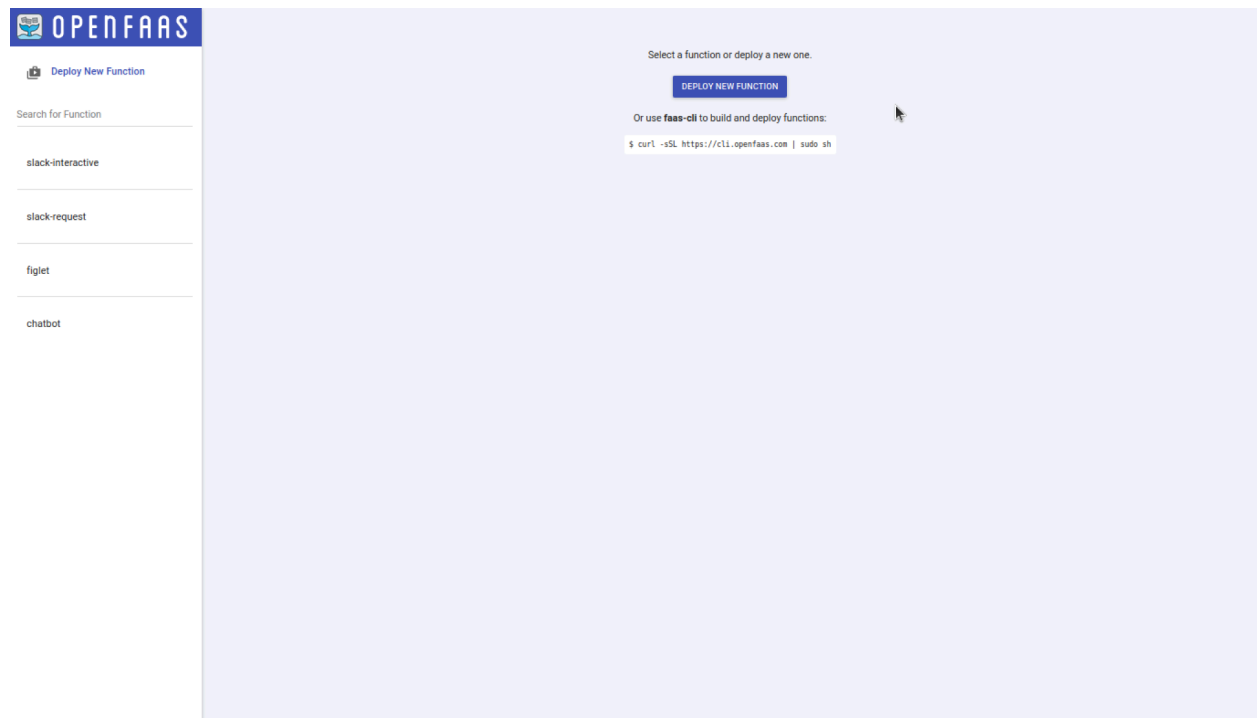 OPENFAAS
Deploy New Function
Search for Function
slack-interactive
slack-request
figlet
chatbot
Select a function or deploy a new one.
DEPLOY NEW FUNCTION
Or use faas-cli to build and deploy functions:
$ curl -sSL https://cli.openfaas.com | sudo sh